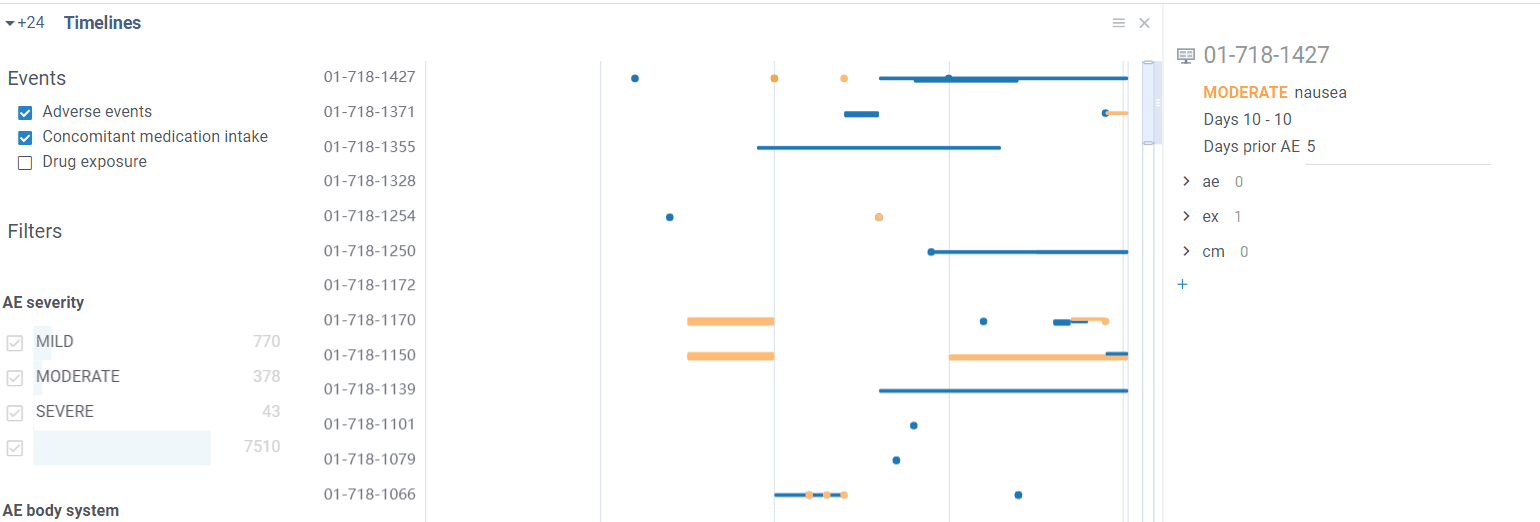 +24 Timelines
Events
Adverse events
Concomitant medication intake
Drug exposure
Filters
AE severity
MILD 770
MODERATE 378
SEVERE 43
7510
AE body system
01-718-1427
01-718-1371
01-718-1355
01-718-1328
01-718-1254
01-718-1250
01-718-1172
01-718-1170
01-718-1150
01-718-1139
01-718-1101
01-718-1079
01-718-1066
01-718-1427
MODERATE nausea
Days 10 - 10
Days prior AE 5
ae 0
ex 1
cm 0